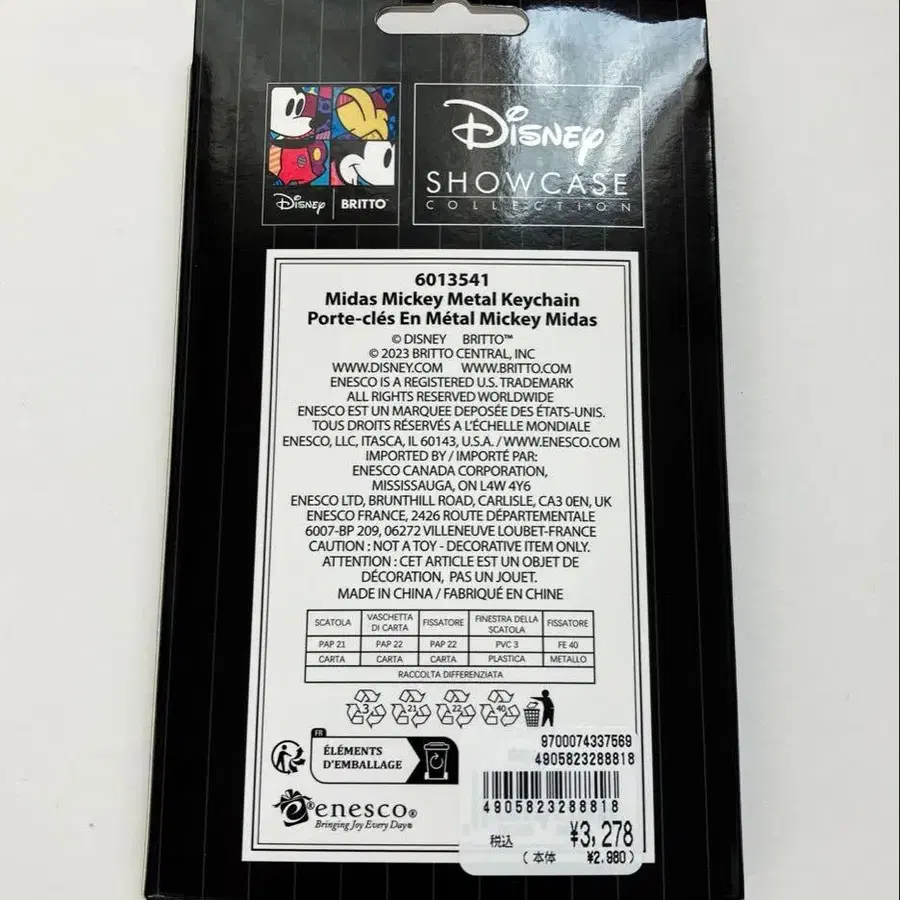 Disney
BRITTO
Disney
SHOWCASE
COLLECTION
6013541
Midas Mickey Metal Keychain
Porte-clés En Métal Mickey Midas
© DISNEY BRITTO™
© 2023 BRITTO CENTRAL, INC
WWW.DISNEY.COM WWW.BRITTO.COM
ENESCO IS A REGISTERED U.S. TRADEMARK
ALL RIGHTS RESERVED WORLDWIDE
ENESCO EST UN MARQUEE DEPOSÉE DES ÉTATS-UNIS.
TOUS DROITS RÉSERVÉS A L'ÉCHELLE MONDIALE
ENESCO, LLC, ITASCA, IL 60143, U.S.A. / WWW.ENESCO.COM
IMPORTED BY / IMPORTÉ PAR:
ENESCO CANADA CORPORATION,
MISSISSAUGA, ON L4W 4Y6
ENESCO LTD, BRUNTHILL ROAD, CARLISLE, CA3 0EN, UK
ENESCO FRANCE, 2426 ROUTE DÉPARTEMENTALE
6007-BP 209, 06272 VILLENEUVE LOUBET-FRANCE
CAUTION : NOT A TOY - DECORATIVE ITEM ONLY.
ATTENTION : CET ARTICLE EST UN OBJET DE
DÉCORATION, PAS UN JOUET.
MADE IN CHINA / FABRIQUÉ EN CHINE
SCATOLA VASCHETTA DI CARTA FISSATORE FINESTRA DELLA SCATOLA FISSATORE
PAP 21 PAP 22 PAP 22 PVC 3 FE 40
CARTA CARTA CARTA PLASTICA METALLO
RACCOLTA DIFFERENZIATA
3 21 22 40
FR
ÉLÉMENTS
D'EMBALLAGE
enesco®
Bringing Joy Every Day®
9700074337569
4905823288818
4905823288818
税込 ¥3,278
(本体 ¥2,980)